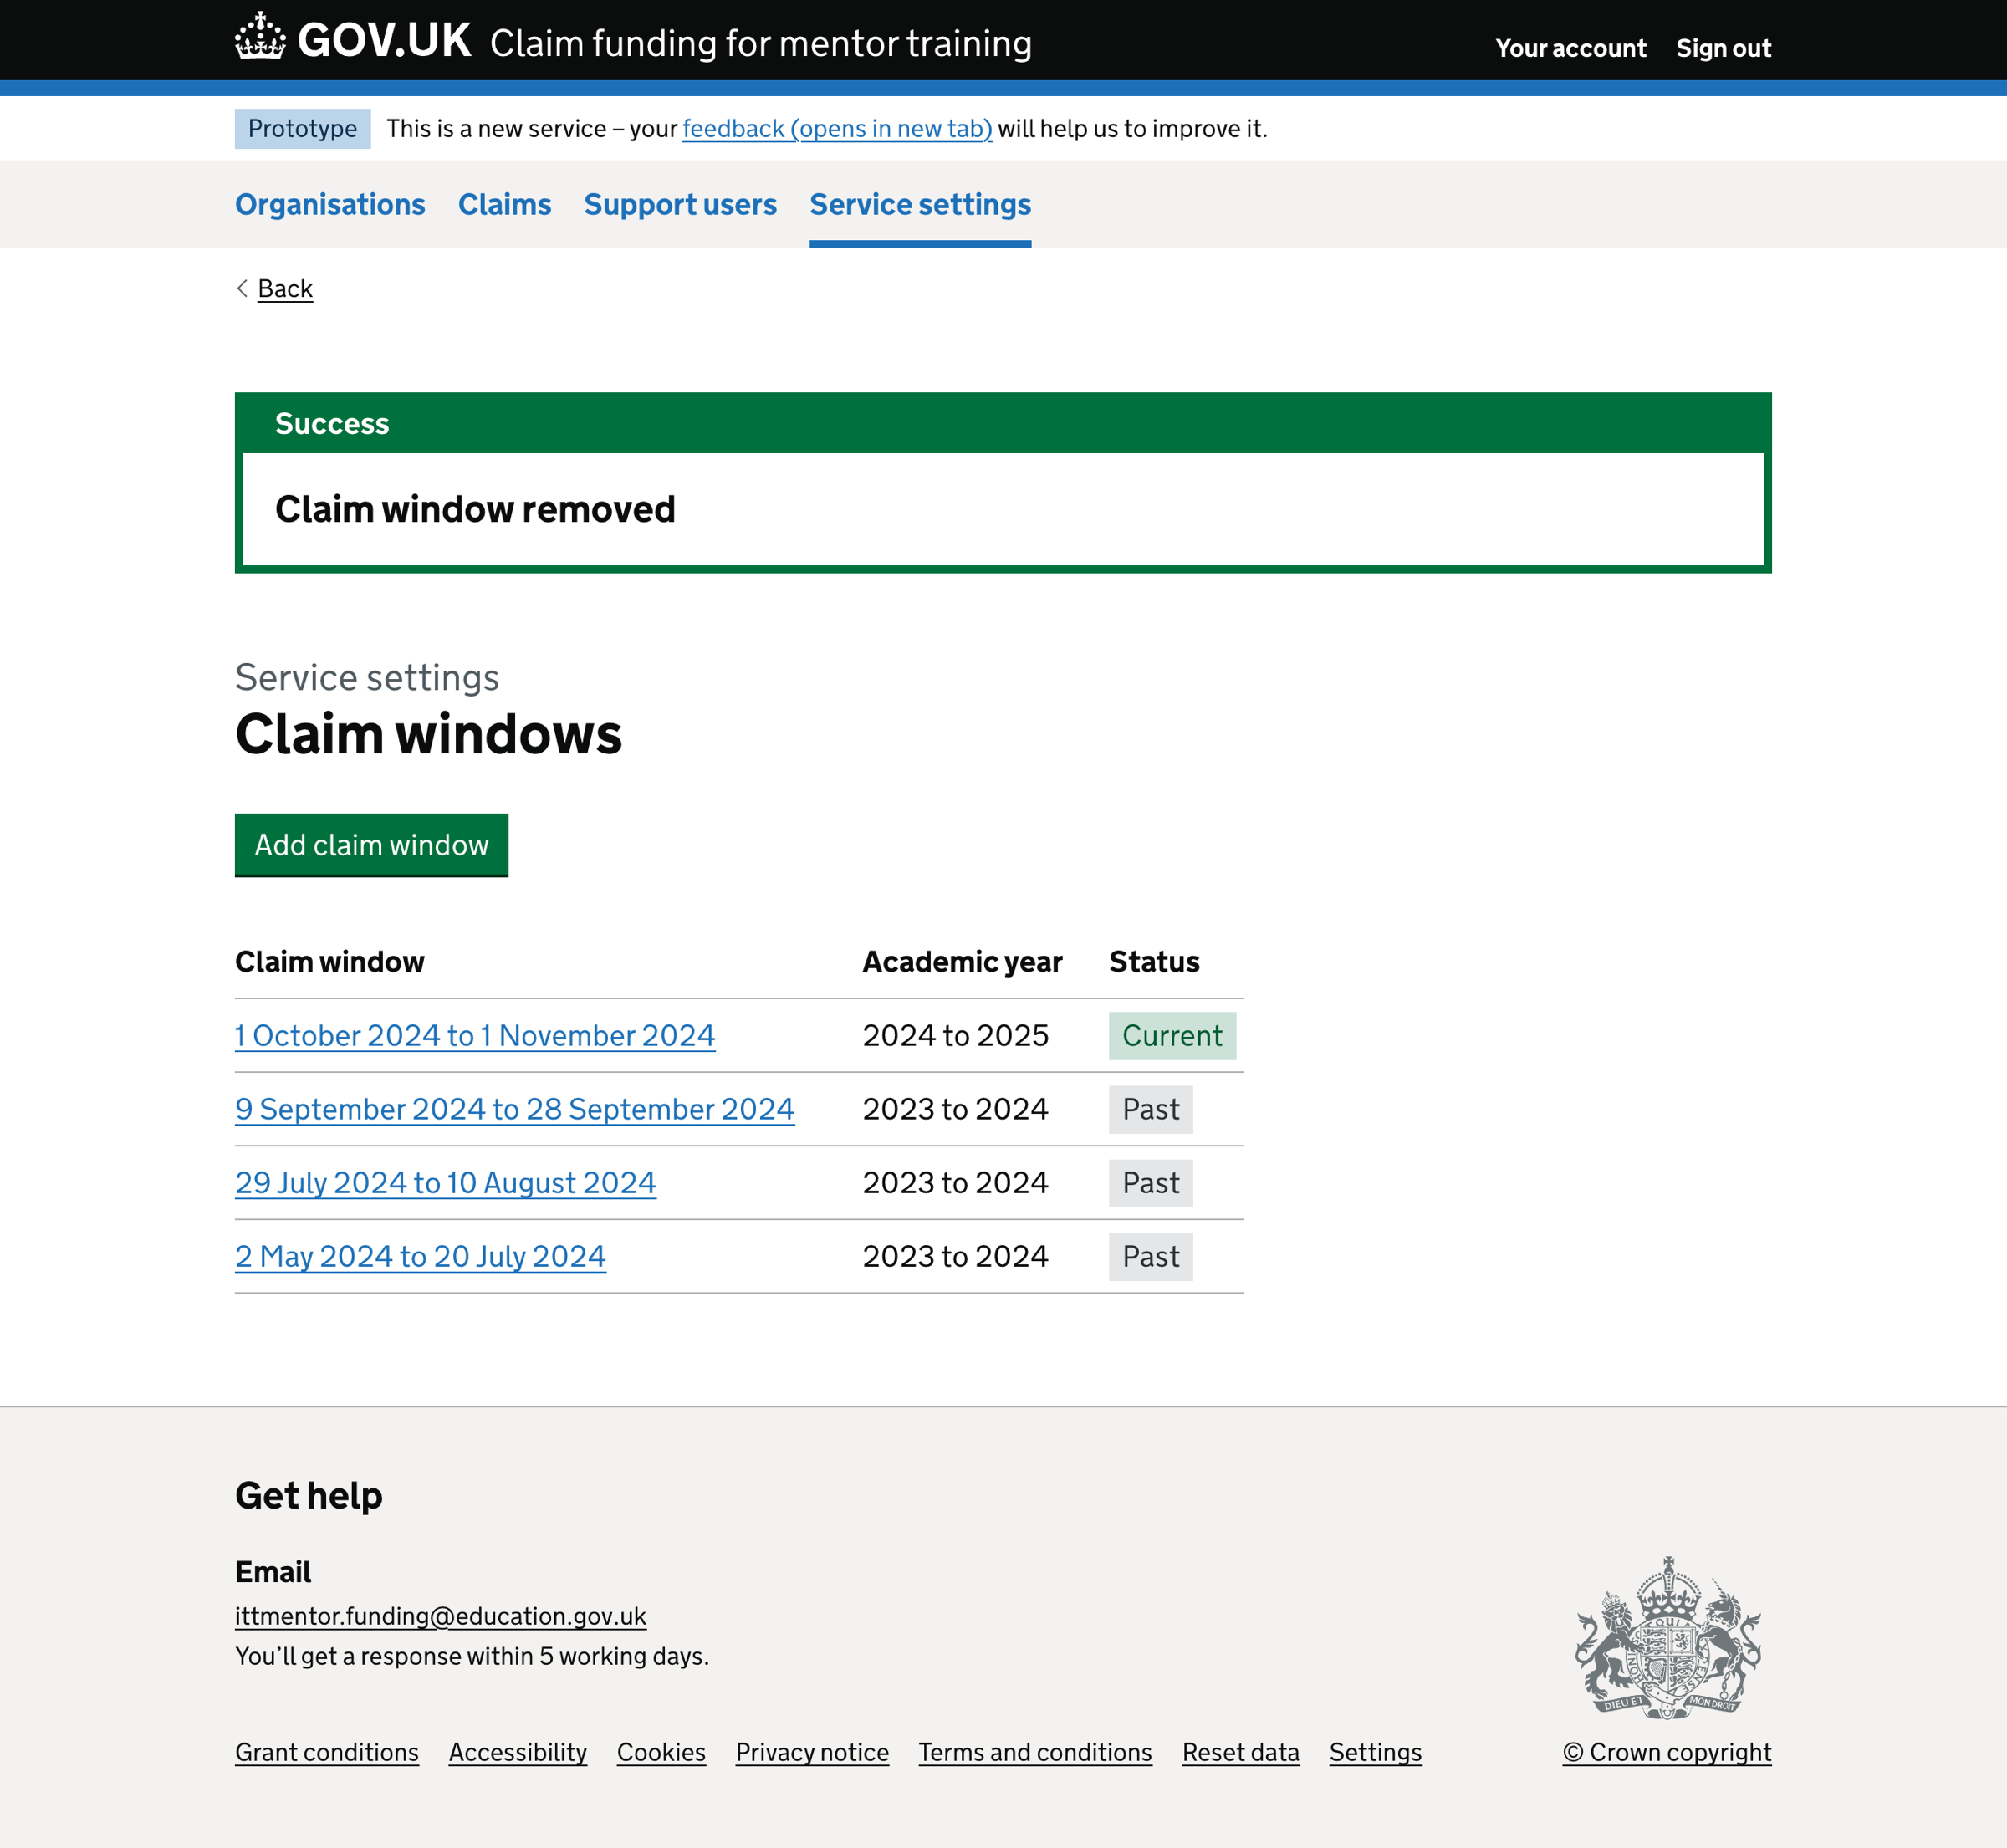 GOV.UK Claim funding for mentor training Your account Sign out
Prototype This is a new service – your feedback (opens in new tab) will help us to improve it.
Organisations Claims Support users Service settings
Back
Success
Claim window removed
Service settings
Claim windows
Add claim window
Claim window Academic year Status
1 October 2024 to 1 November 2024 2024 to 2025 Current
9 September 2024 to 28 September 2024 2023 to 2024 Past
29 July 2024 to 10 August 2024 2023 to 2024 Past
2 May 2024 to 20 July 2024 2023 to 2024 Past
Get help
Email
ittmentor.funding@education.gov.uk
You’ll get a response within 5 working days.
DIEU ET MON DROIT
Grant conditions Accessibility Cookies Privacy notice Terms and conditions Reset data Settings © Crown copyright